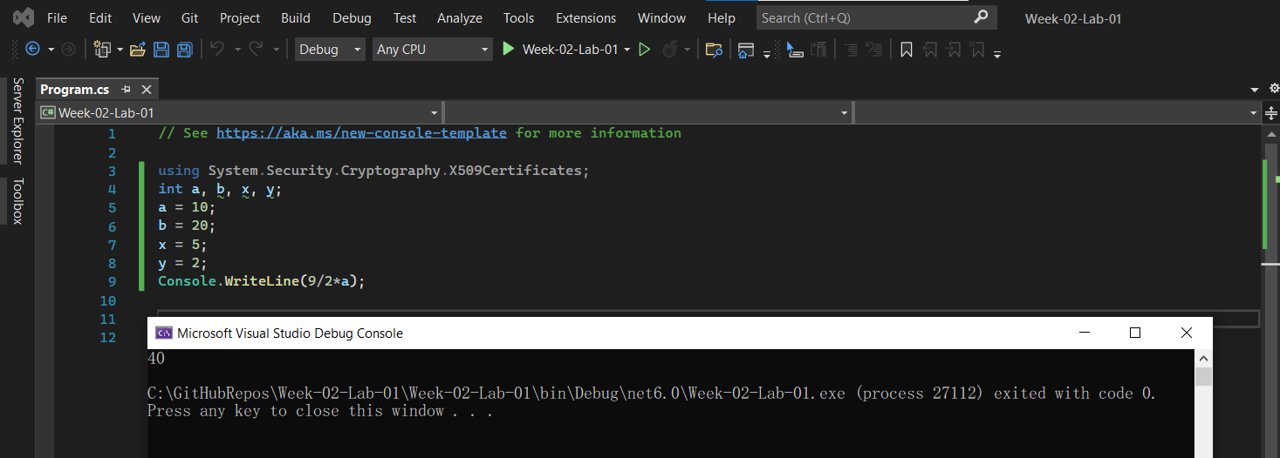 File Edit View Git Project Build Debug Test Analyze Tools Extensions Window Help Search (Ctrl+Q) Week-02-Lab-01
Debug Any CPU Week-02-Lab-01
Server Explorer
Toolbox
Program.cs
C# Week-02-Lab-01
1 // See https://aka.ms/new-console-template for more information
2
3 using System.Security.Cryptography.X509Certificates;
4 int a, b, x, y;
5 a = 10;
6 b = 20;
7 x = 5;
8 y = 2;
9 Console.WriteLine(9/2*a);
10
11
12
C:\ Microsoft Visual Studio Debug Console
40
C:\GitHubRepos\Week-02-Lab-01\Week-02-Lab-01\bin\Debug\net6.0\Week-02-Lab-01.exe (process 27112) exited with code 0.
Press any key to close this window . . .